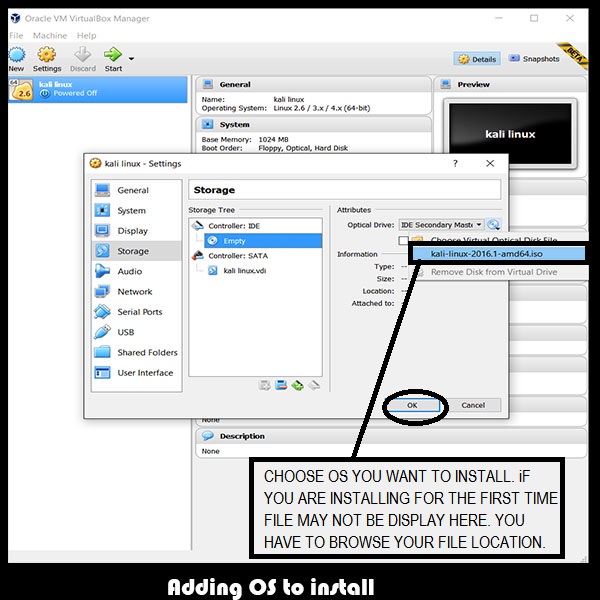 Oracle VM VirtualBox Manager
File Machine Help
New Settings Discard Start
Details Snapshots
BETA
64
2.6
kali linux
Powered Off
General
Name: kali linux
Operating System: Linux 2.6 / 3.x / 4.x (64-bit)
System
Base Memory: 1024 MB
Boot Order: Floppy, Optical, Hard Disk
Preview
kali linux
kali linux - Settings
? ×
General
System
Display
Storage
Audio
Network
Serial Ports
USB
Shared Folders
User Interface
Storage
Storage Tree
Controller: IDE
Empty
Controller: SATA
kali linux.vdi
Attributes
Optical Drive: IDE Secondary Maste
Choose Virtual Optical Disk File
kali-linux-2016.1-amd64.iso
Remove Disk from Virtual Drive
Information
Type: --
Size: --
Location: --
Attached to: --
OK Cancel
None
Description
None
CHOOSE OS YOU WANT TO INSTALL. iF
YOU ARE INSTALLING FOR THE FIRST TIME
FILE MAY NOT BE DISPLAY HERE. YOU
HAVE TO BROWSE YOUR FILE LOCATION.
Adding OS to install